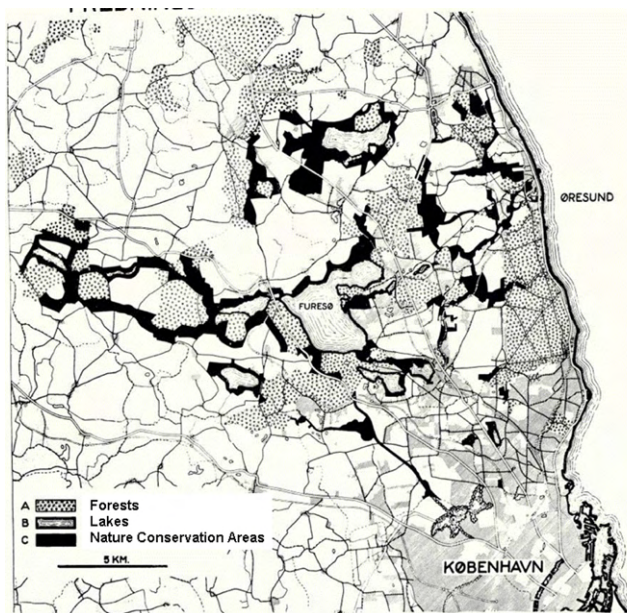 ØRESUND
FURESØ
A Forests
B Lakes
C Nature Conservation Areas
5 KM.
KØBENHAVN